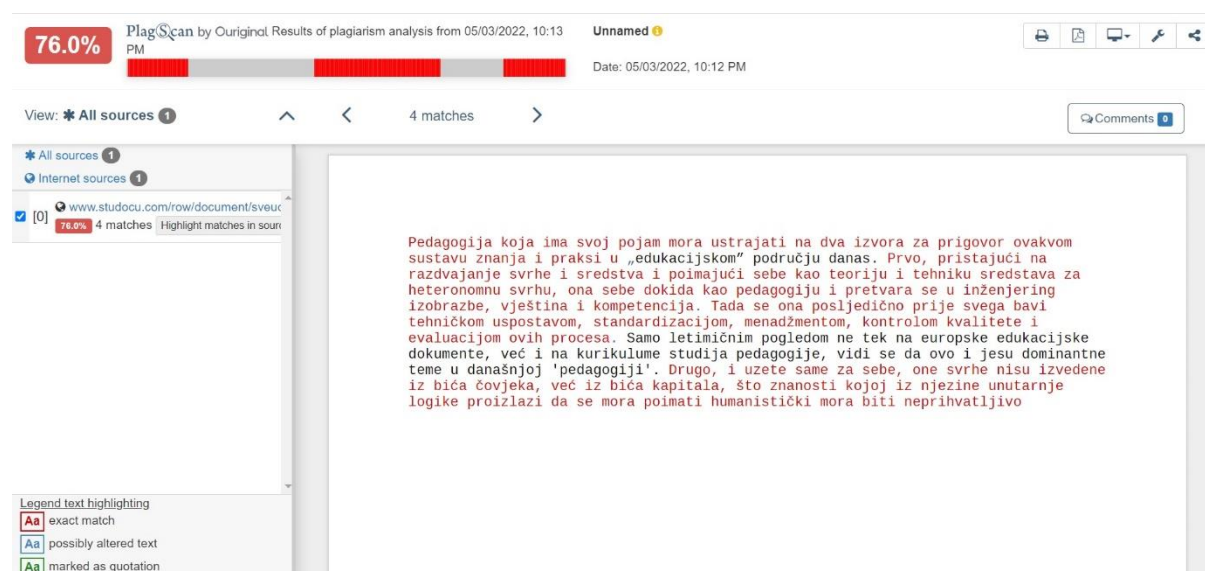 76.0%
PlagScan by Ouriginal Results of plagiarism analysis from 05/03/2022, 10:13
PM
Unnamed
Date: 05/03/2022, 10:12 PM
View: ✱ All sources 1
4 matches
Comments 0
✱ All sources 1
Internet sources 1
[0] www.studocu.com/row/document/sveuc
76.0% 4 matches Highlight matches in sour
Pedagogija koja ima svoj pojam mora ustrajati na dva izvora za prigovor ovakvom
sustavu znanja i praksi u „edukacijskom” području danas. Prvo, pristajući na
razdvajanje svrhe i sredstva i poimajući sebe kao teoriju i tehniku sredstava za
heteronomnu svrhu, ona sebe dokida kao pedagogiju i pretvara se u inženjering
izobrazbe, vještina i kompetencija. Tada se ona posljedično prije svega bavi
tehničkom uspostavom, standardizacijom, menadžmentom, kontrolom kvalitete i
evaluacijom ovih procesa. Samo letimičnim pogledom ne tek na europske edukacijske
dokumente, već i na kurikulume studija pedagogije, vidi se da ovo i jesu dominantne
teme u današnjoj 'pedagogiji'. Drugo, i uzete same za sebe, one svrhe nisu izvedene
iz bića čovjeka, već iz bića kapitala, što znanosti kojoj iz njezine unutarnje
logike proizlazi da se mora poimati humanistički mora biti neprihvatljivo
Legend text highlighting
Aa exact match
Aa possibly altered text
Aa marked as quotation